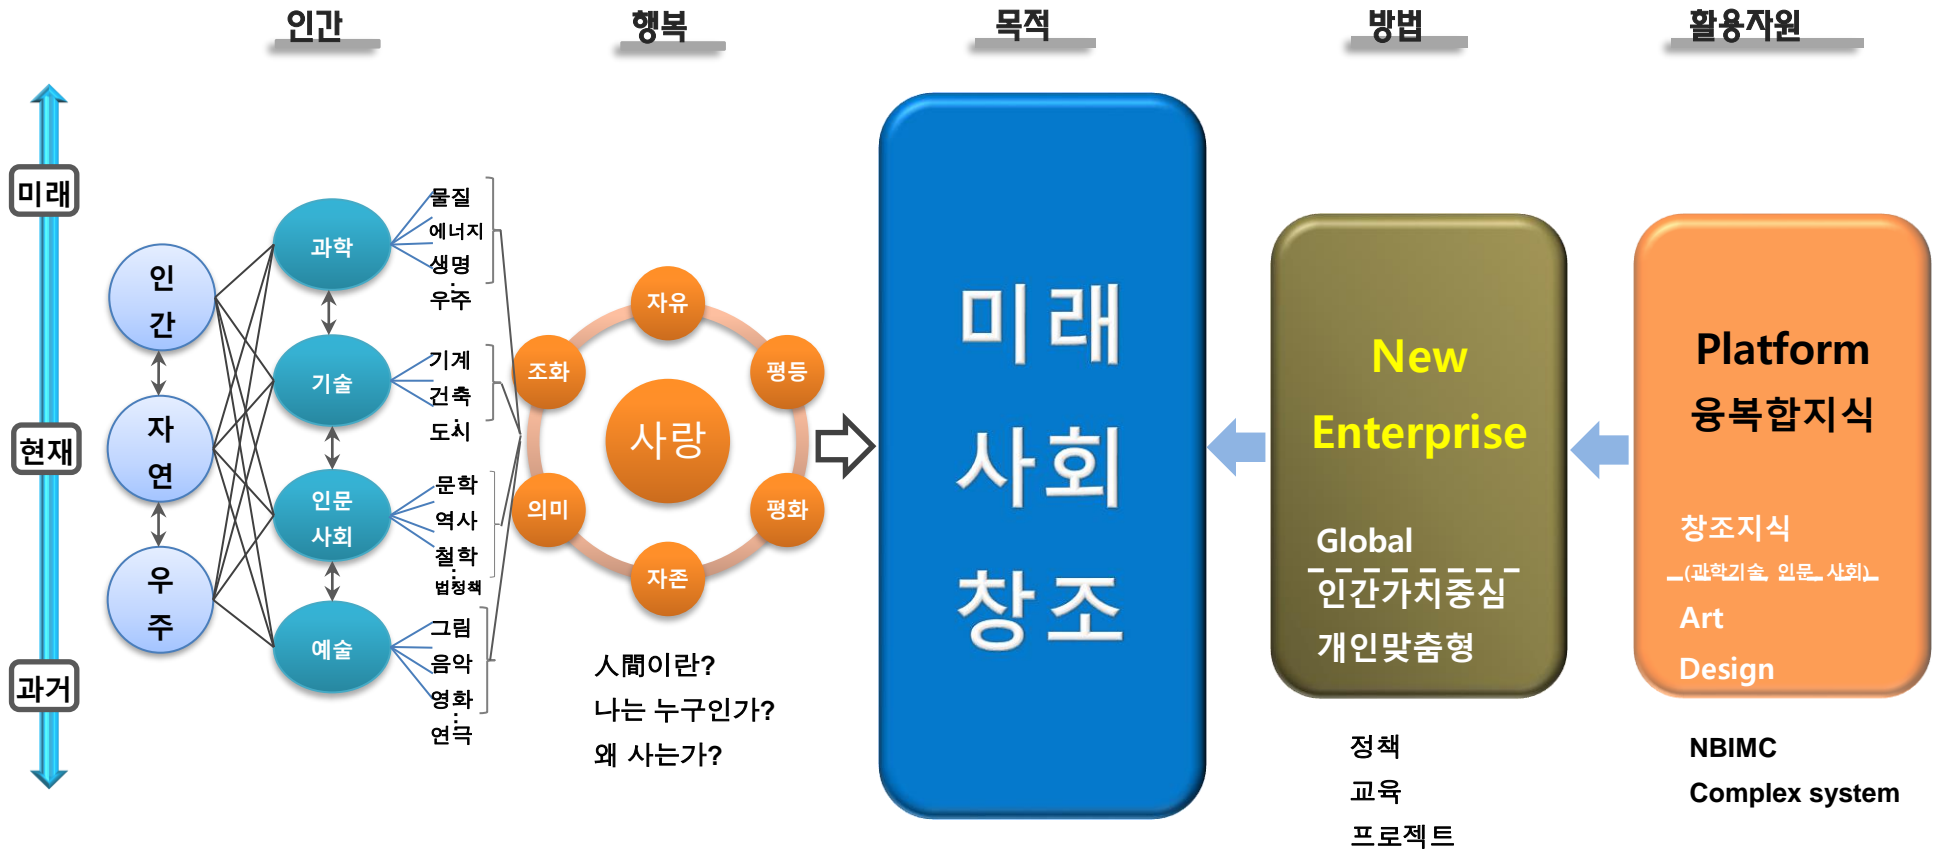 인간
행복
목적
방법
활용자원
미래
현재
과거
인
간
자
연
우
주
과학
기술
인문
사회
예술
물질
에너지
생명
:
우주
기계
건축
:
도시
문학
역사
철학
:
법정책
그림
음악
영화
:
연극
자유
평등
평화
자존
의미
조화
사랑
人間이란?
나는 누구인가?
왜 사는가?
미래
사회
창조
New
Enterprise
Global
인간가치중심
개인맞춤형
정책
교육
프로젝트
Platform
융복합지식
창조지식
(과학기술, 인문, 사회)
Art
Design
NBIMC
Complex system